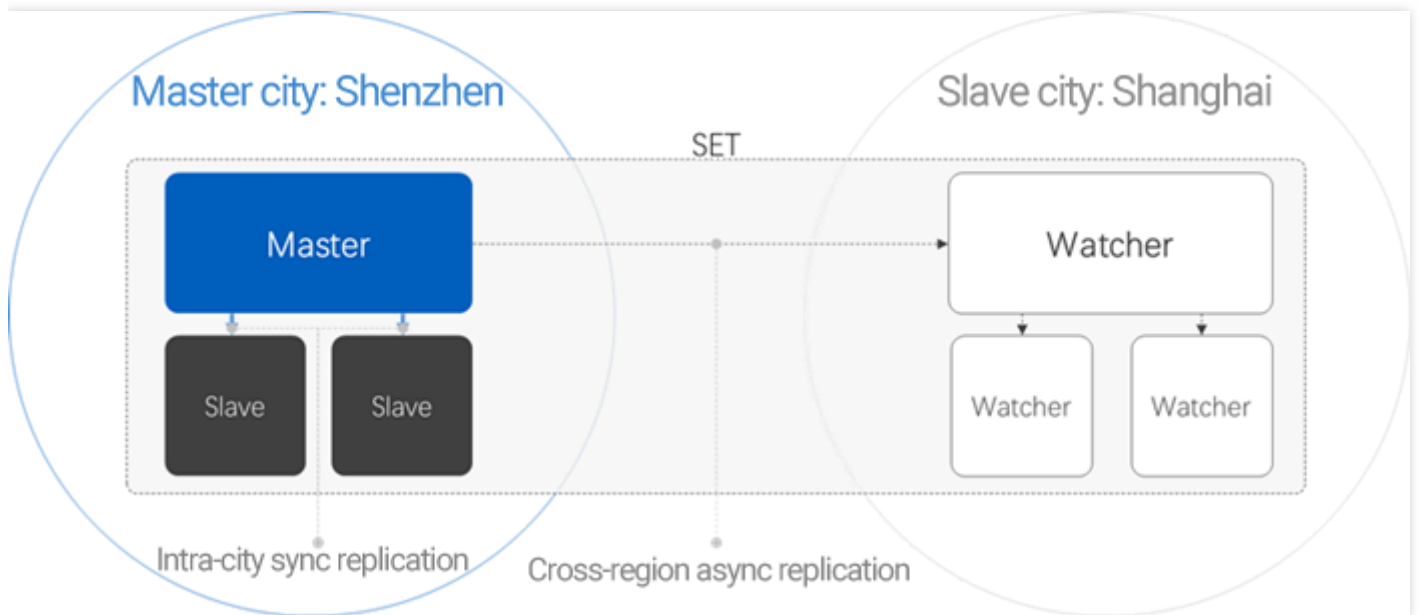 Master city: Shenzhen
Slave city: Shanghai
SET
Master
Watcher
Slave
Slave
Watcher
Watcher
Intra-city sync replication
Cross-region async replication